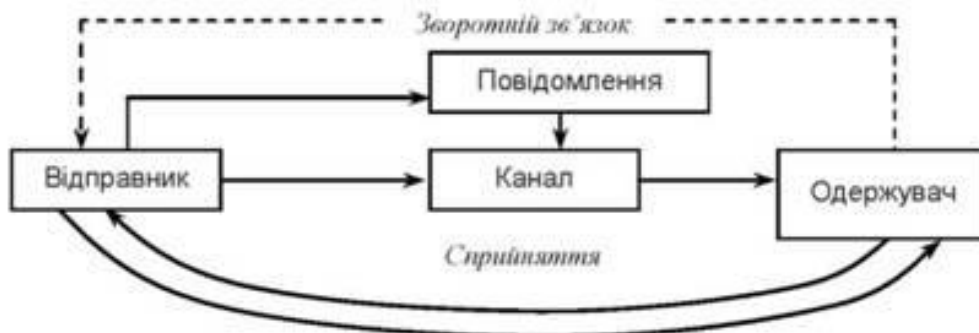 Зворотній зв'язок
Повідомлення
Відправник
Канал
Одержувач
Сприйняття